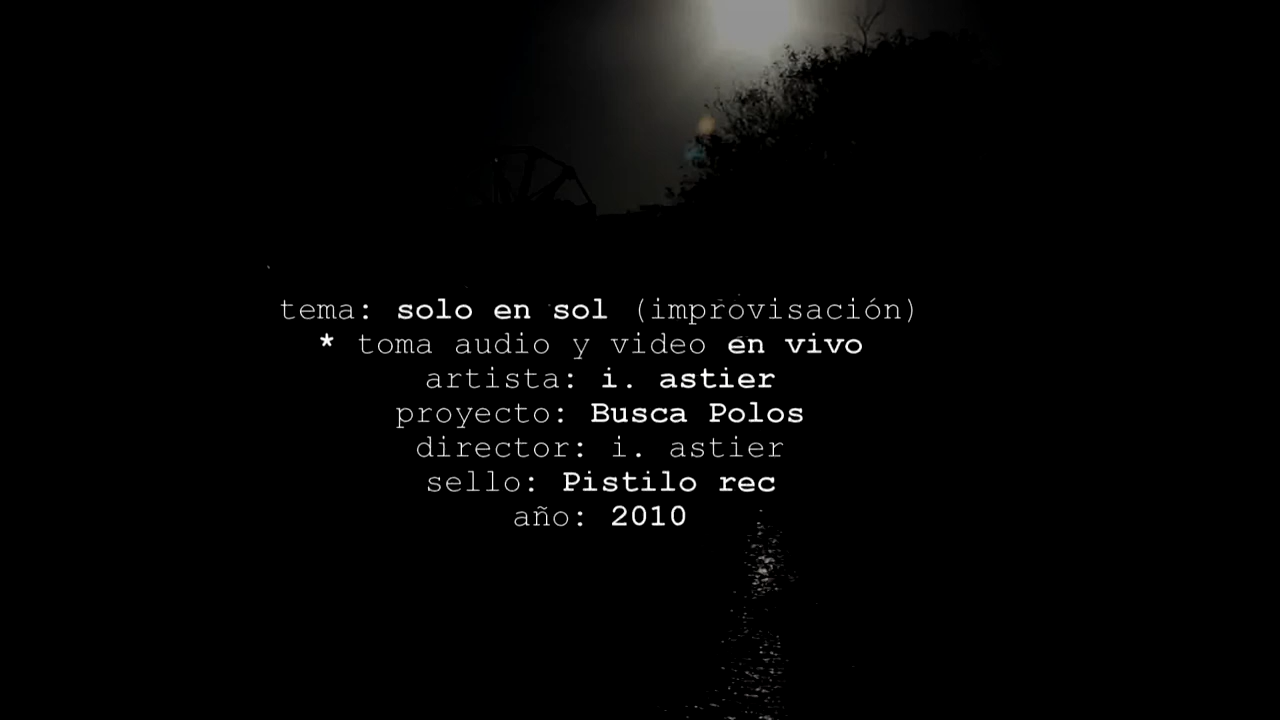 tema: solo en sol (improvisación)
* toma audio y video en vivo
artista: i. astier
proyecto: Busca Polos
director: i. astier
sello: Pistilo rec
año: 2010